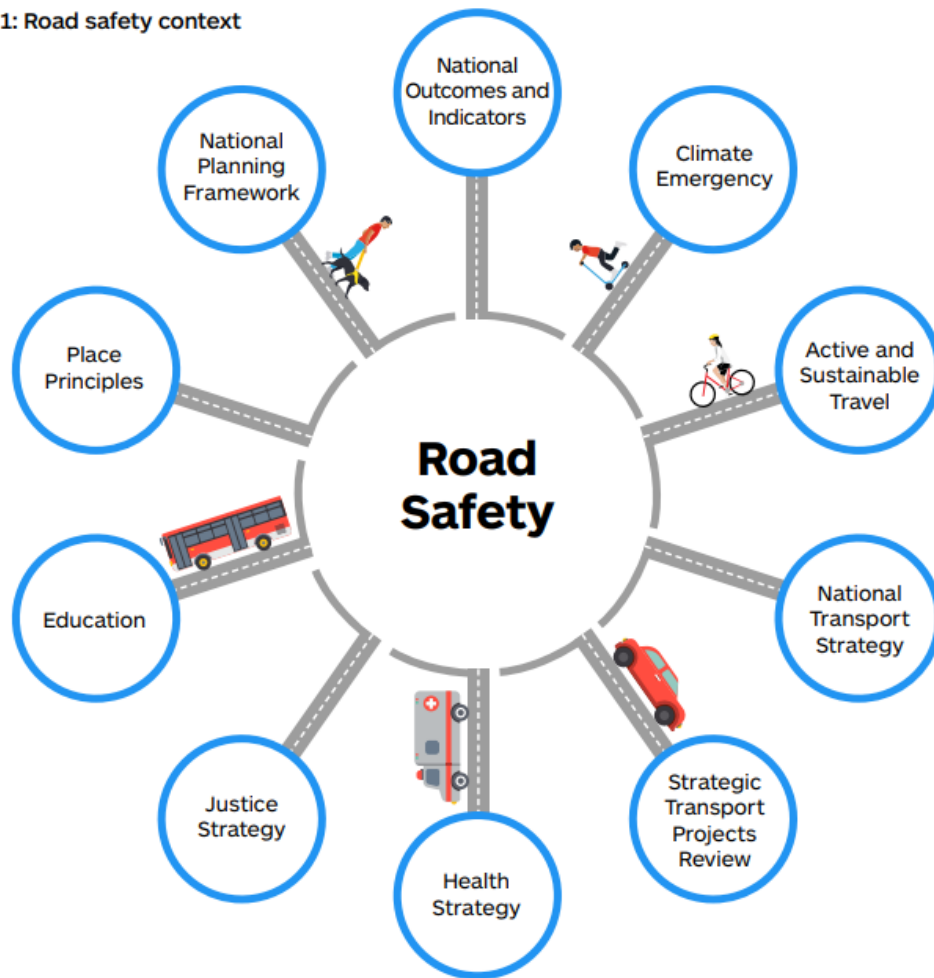 1: Road safety context
National
Outcomes and
Indicators
Climate
Emergency
Active and
Sustainable
Travel
National
Transport
Strategy
Strategic
Transport
Projects
Review
Health
Strategy
Justice
Strategy
Education
Place
Principles
National
Planning
Framework
Road
Safety